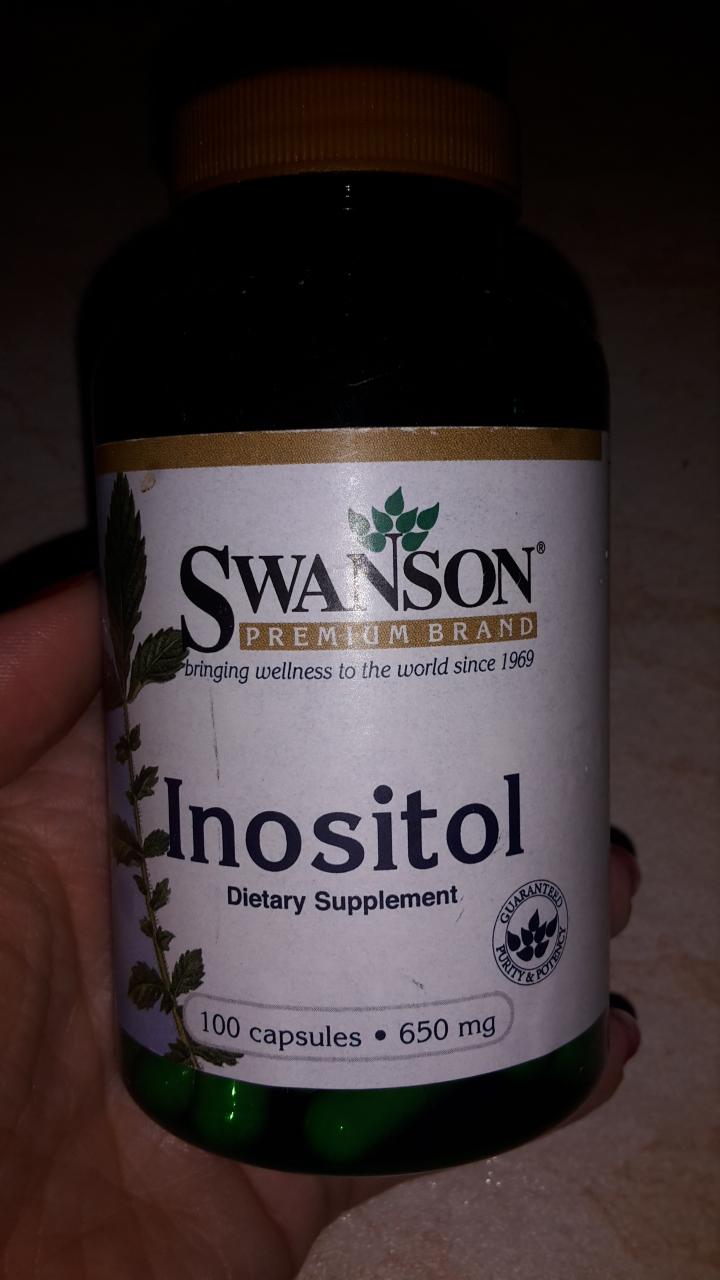 SWANSON®
PREMIUM BRAND
bringing wellness to the world since 1969
Inositol
Dietary Supplement
GUARANTEED
PURITY & POTENCY
100 capsules • 650 mg